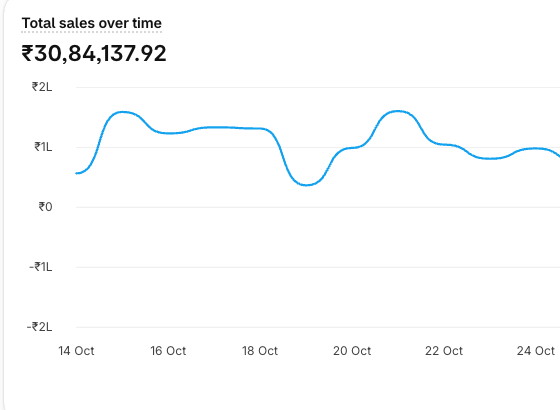 Total sales over time
₹30,84,137.92
₹2L
₹1L
₹0
-₹1L
-₹2L
14 Oct 16 Oct 18 Oct 20 Oct 22 Oct 24 Oct